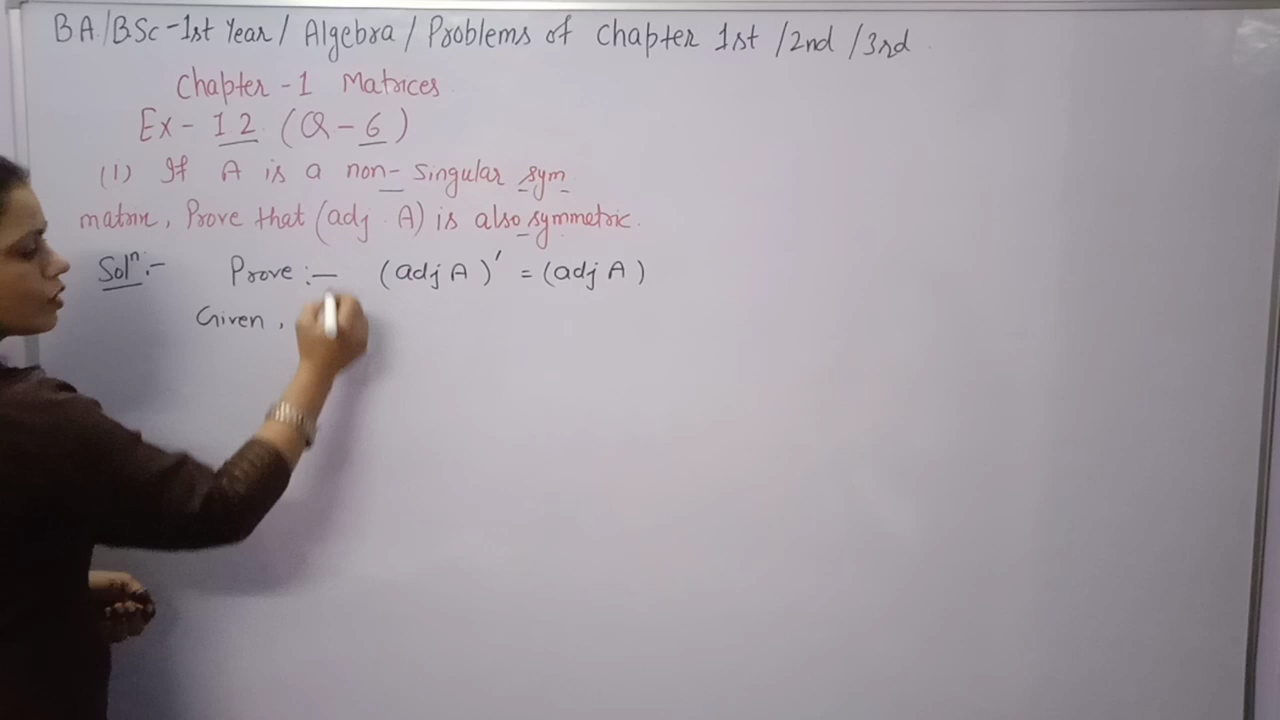 BA/BSc-1st Year/ Algebra/ Problems of Chapter 1st /2nd /3rd
Chapter-1 Matrices
Ex- 1.2 (Q-6)
(1) If A is a non-singular sym
matrix, Prove that (adj. A) is also symmetric.
Solⁿ:- Prove:- (adj A)' = (adj A)
Given,